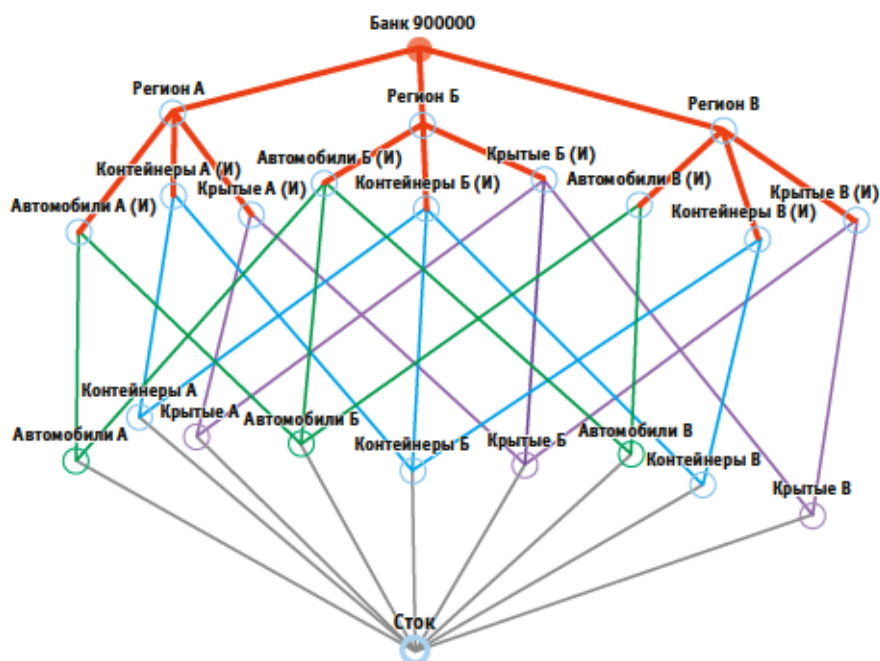 Банк 900000
Регион А
Регион Б
Регион В
Автомобили А (И)
Контейнеры А (И)
Крытые А (И)
Автомобили Б (И)
Контейнеры Б (И)
Крытые Б (И)
Автомобили В (И)
Контейнеры В (И)
Крытые В (И)
Автомобили А
Контейнеры А
Крытые А
Автомобили Б
Контейнеры Б
Крытые Б
Автомобили В
Контейнеры В
Крытые В
Сток